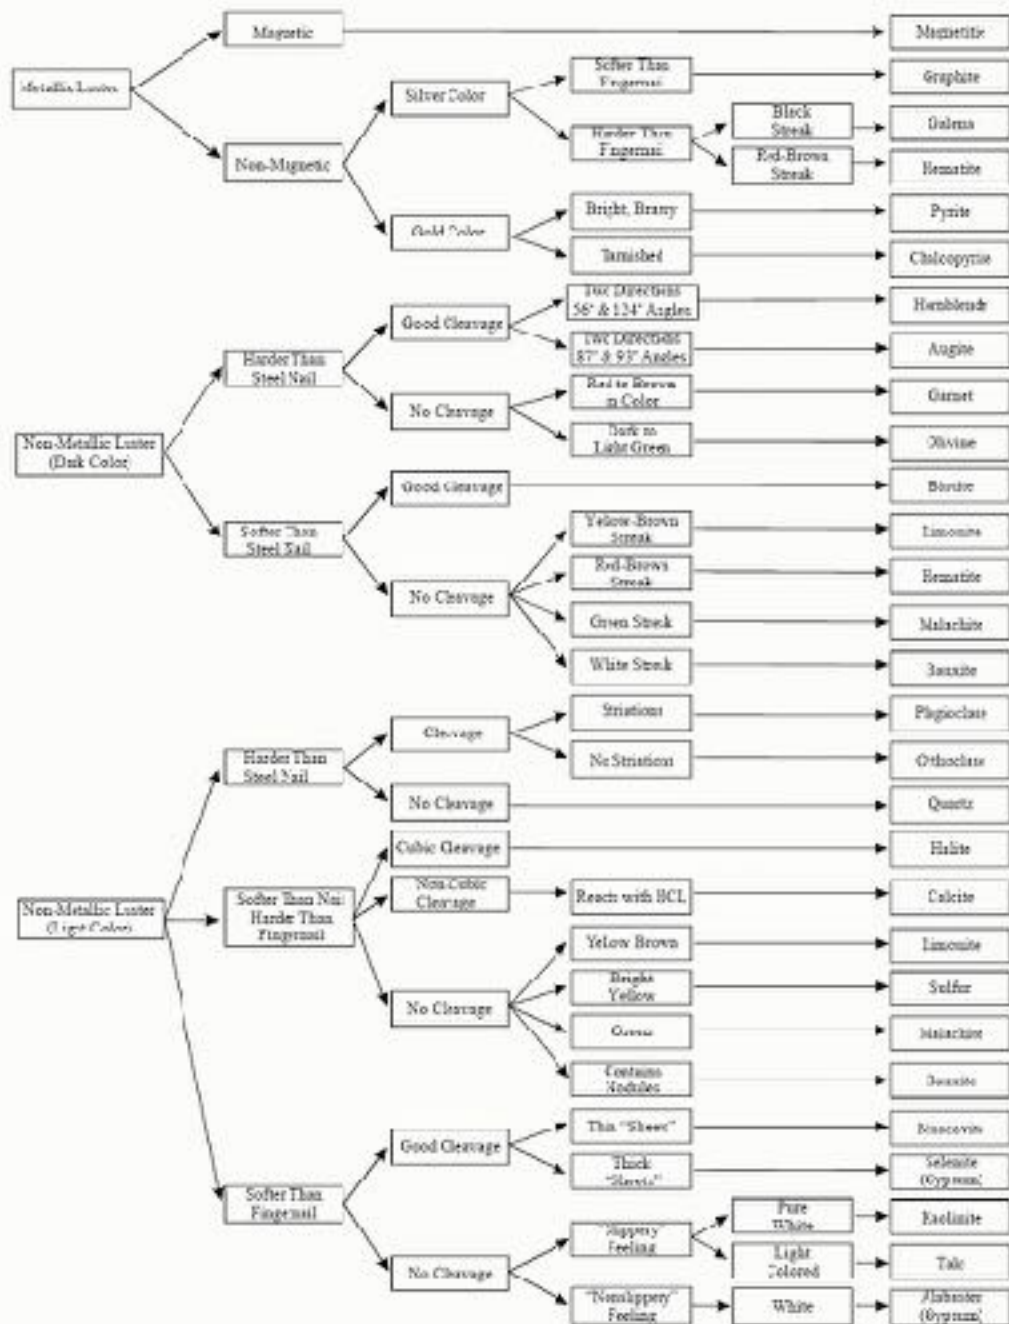 Magnetic
Magnetite
Metallic Luster
Softer Than
Fingernail
Graphite
Silver Color
Black
Streak
Galena
Harder Than
Fingernail
Non-Magnetic
Red-Brown
Streak
Hematite
Bright, Brassy
Pyrite
Gold Color
Tarnished
Chalcopyrite
Two Directions
56° & 124° Angles
Hornblende
Good Cleavage
Harder Than
Steel Nail
Two Directions
87° & 93° Angles
Augite
Red to Brown
in Color
Garnet
No Cleavage
Non-Metallic Luster
(Dark Color)
Dark to
Light Green
Olivine
Good Cleavage
Biotite
Softer Than
Steel Nail
Yellow-Brown
Streak
Limonite
Red-Brown
Streak
Hematite
No Cleavage
Green Streak
Malachite
White Streak
Bauxite
Striations
Plagioclase
Cleavage
Harder Than
Steel Nail
No Striations
Orthoclase
No Cleavage
Quartz
Cubic Cleavage
Halite
Non-Cubic
Cleavage
Reacts with HCL
Calcite
Non-Metallic Luster
(Light Color)
Softer Than Nail
Harder Than
Fingernail
Yellow Brown
Limonite
Bright
Yellow
Sulfur
No Cleavage
Green
Malachite
Contains
Nodules
Bauxite
Thin "Sheets"
Muscovite
Good Cleavage
Thick
Selenite
(Gypsum)
Softer Than
Fingernail
"Slippery"
Feeling
Pure
White
Kaolinite
Light
Colored
Talc
No Cleavage
"Nonslippery"
Feeling
White
Alabaster
(Gypsum)